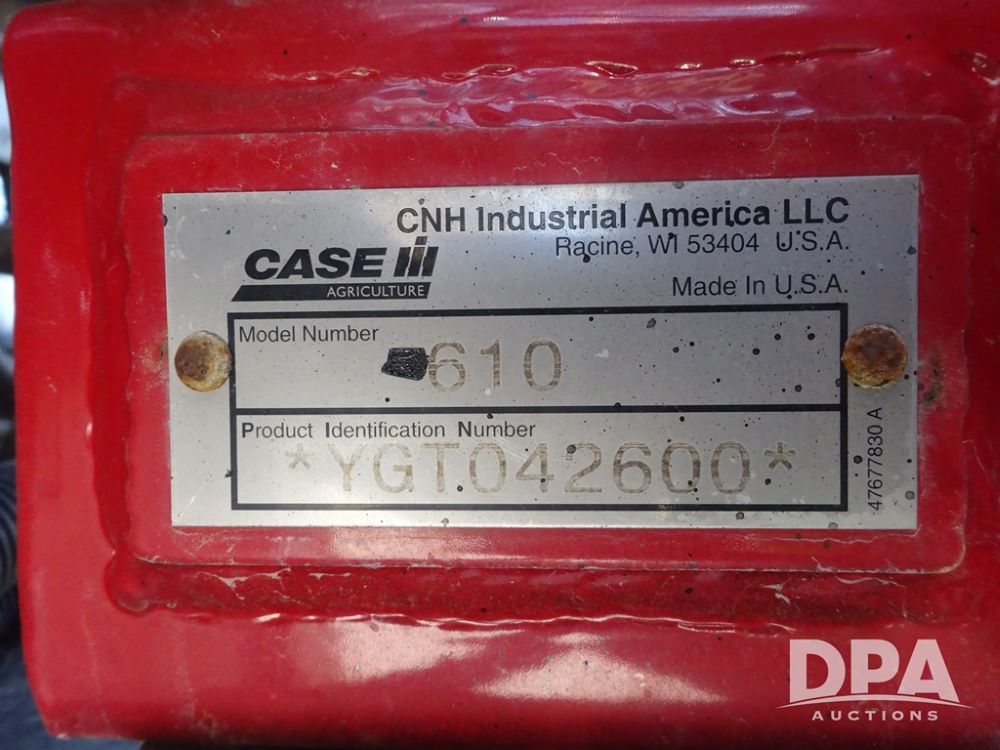 CNH Industrial America LLC
Racine, WI 53404 U.S.A.
CASE IH
AGRICULTURE
Made In U.S.A.
Model Number
610
Product Identification Number
*YGT042600*
47677830 A
DPA
AUCTIONS